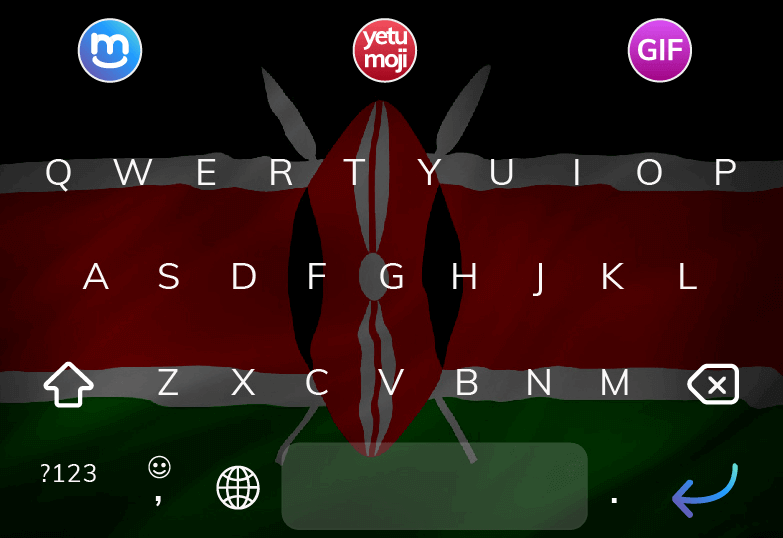 m yetu GIF
moji
Q W E R T Y U I O P
A S D F G H J K L
Z X C V B N M
?123 , .